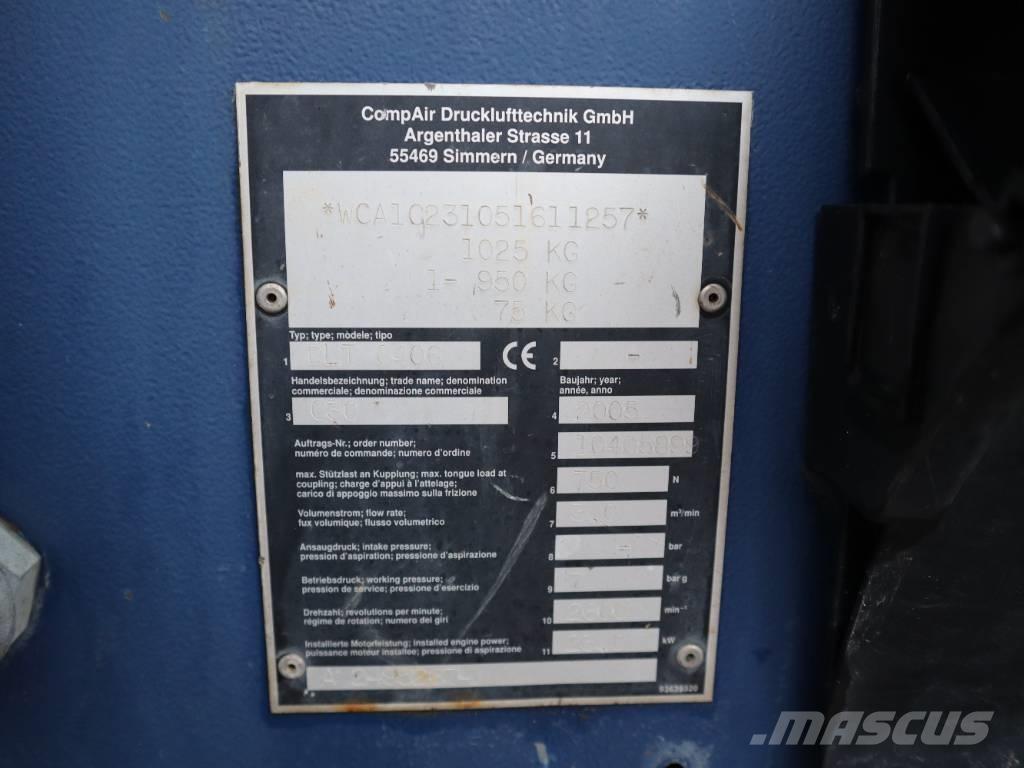 CompAir Drucklufttechnik GmbH
Argenthaler Strasse 11
55469 Simmern / Germany
*WCA1C231051611257*
1025 KG
1- 950 KG
75 KG
Typ; type; modèle; tipo
1 CE 2 -
Handelsbezeichnung; trade name; denomination
commerciale; denominazione commerciale
3
Baujahr; year;
année, anno
4 2005
Auftrags-Nr.; order number;
numéro de commande; numero d'ordine
5
max. Stützlast an Kupplung; max. tongue load at
coupling; charge d'appui à l'attelage;
carico di appoggio massimo sulla frizione
6 750 N
Volumenstrom; flow rate;
fux volumique; flusso volumetrico
7 m³/min
Ansaugdruck; intake pressure;
pression d'aspiration; pressione d'aspirazione
8 - bar
Betriebsdruck; working pressure;
pression de service; pressione d'esercizio
9 7 bar g
Drehzahl; revolutions per minute;
régime de rotation; numero dei giri
10 min⁻¹
Installierte Motorleistung; installed engine power;
puissance moteur installee; pressione di aspirazione
11 kW
MASCUS